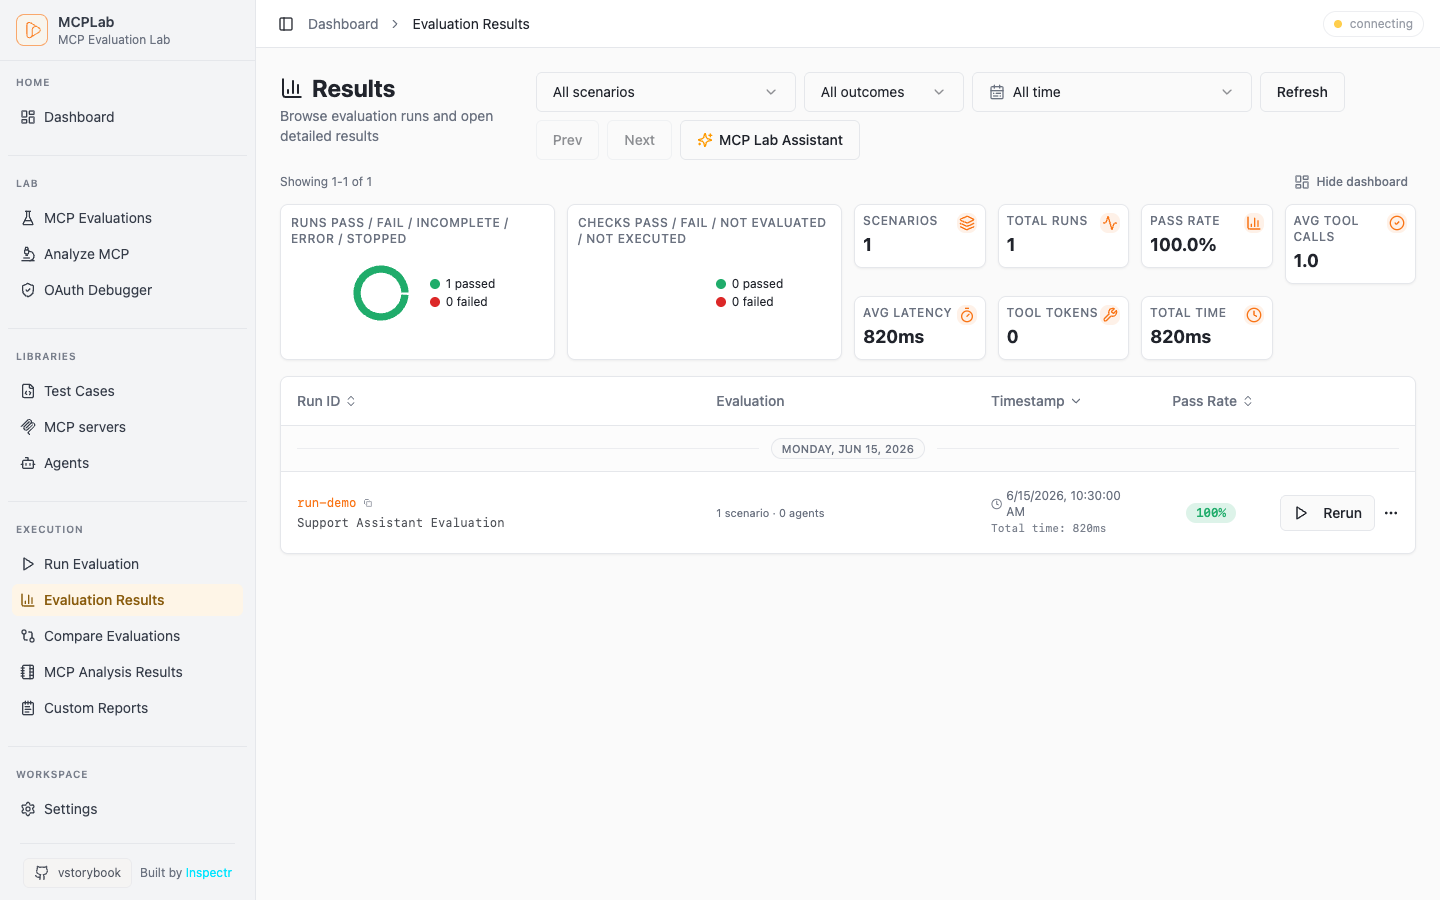 MCPLab
MCP Evaluation Lab
HOME
Dashboard
LAB
MCP Evaluations
Analyze MCP
OAuth Debugger
LIBRARIES
Test Cases
MCP servers
Agents
EXECUTION
Run Evaluation
Evaluation Results
Compare Evaluations
MCP Analysis Results
Custom Reports
WORKSPACE
Settings
vstorybook
Built by Inspectr
Dashboard > Evaluation Results
connecting
Results
Browse evaluation runs and open
detailed results
All scenarios
All outcomes
All time
Refresh
Prev
Next
MCP Lab Assistant
Showing 1-1 of 1
Hide dashboard
RUNS PASS / FAIL / INCOMPLETE /
ERROR / STOPPED
1 passed
0 failed
CHECKS PASS / FAIL / NOT EVALUATED
/ NOT EXECUTED
0 passed
0 failed
SCENARIOS
1
TOTAL RUNS
1
PASS RATE
100.0%
AVG TOOL
CALLS
1.0
AVG LATENCY
820ms
TOOL TOKENS
0
TOTAL TIME
820ms
Run ID
Evaluation
Timestamp
Pass Rate
MONDAY, JUN 15, 2026
run-demo
Support Assistant Evaluation
1 scenario · 0 agents
6/15/2026, 10:30:00
AM
Total time: 820ms
100%
Rerun